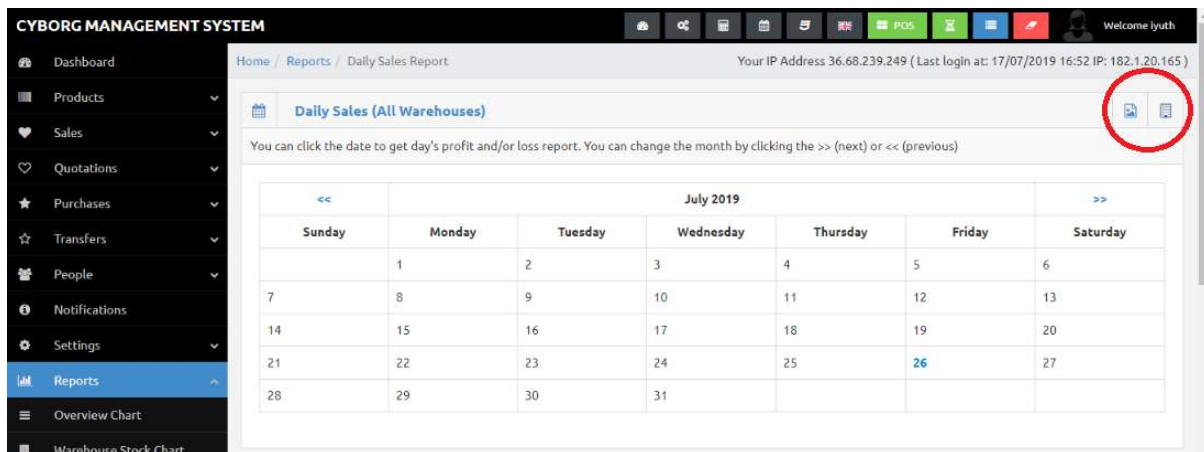 CYBORG MANAGEMENT SYSTEM
POS
Welcome iyuth
Dashboard
Products
Sales
Quotations
Purchases
Transfers
People
Notifications
Settings
Reports
Overview Chart
Warehouse Stock Chart
Home / Reports / Daily Sales Report
Your IP Address 36.68.239.249 ( Last login at: 17/07/2019 16:52 IP: 182.1.20.165 )
Daily Sales (All Warehouses)
You can click the date to get day's profit and/or loss report. You can change the month by clicking the >> (next) or << (previous)
<< July 2019 >>
Sunday Monday Tuesday Wednesday Thursday Friday Saturday
1 2 3 4 5 6
7 8 9 10 11 12 13
14 15 16 17 18 19 20
21 22 23 24 25 26 27
28 29 30 31